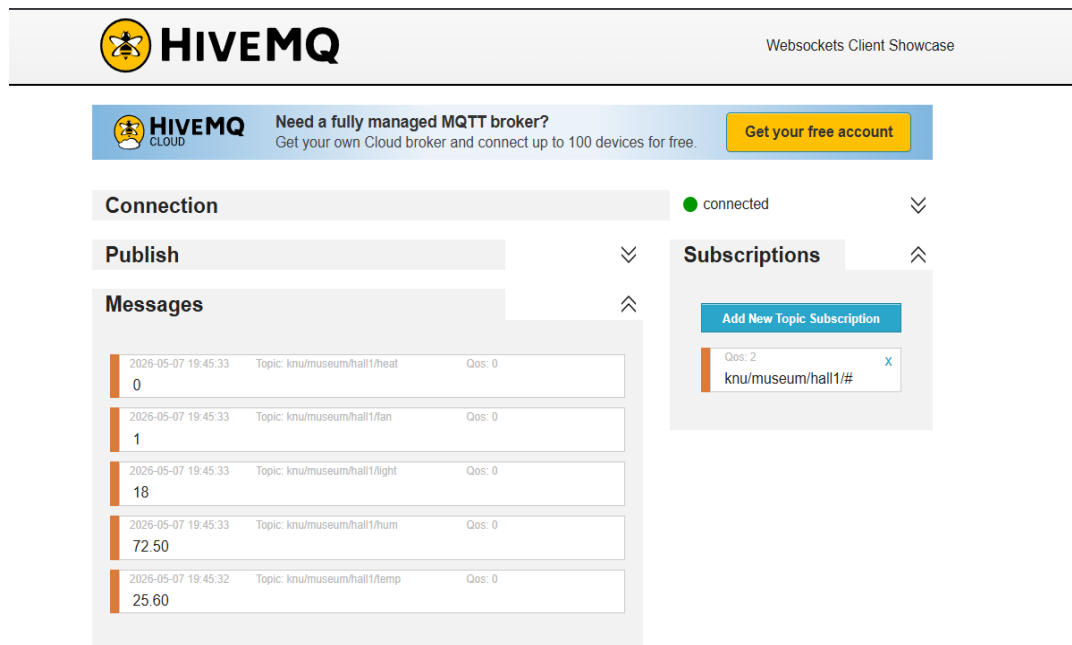 HIVEMQ
Websockets Client Showcase
HIVEMQ
CLOUD
Need a fully managed MQTT broker?
Get your own Cloud broker and connect up to 100 devices for free.
Get your free account
Connection
connected
Publish
Subscriptions
Messages
Add New Topic Subscription
2026-05-07 19:45:33 Topic: knu/museum/hall1/heat Qos: 0
0
Qos: 2 x
knu/museum/hall1/#
2026-05-07 19:45:33 Topic: knu/museum/hall1/fan Qos: 0
1
2026-05-07 19:45:33 Topic: knu/museum/hall1/light Qos: 0
18
2026-05-07 19:45:33 Topic: knu/museum/hall1/hum Qos: 0
72.50
2026-05-07 19:45:32 Topic: knu/museum/hall1/temp Qos: 0
25.60